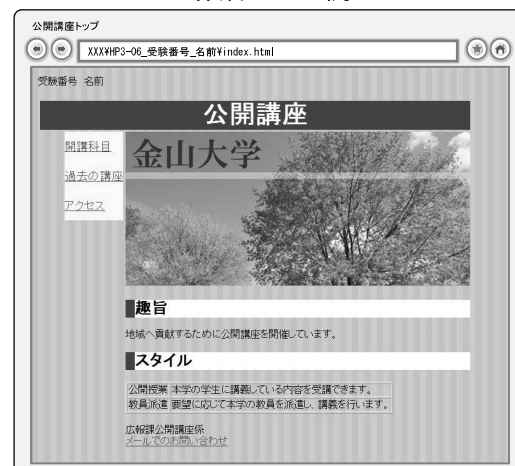 公開講座トップ
XXX¥HP3-06_受験番号_名前¥index.html
受験番号 名前
公開講座
開講科目
過去の講座
アクセス
金山大学
趣旨
地域へ貢献するために公開講座を開催しています。
スタイル
公開授業 本学の学生に講義している内容を受講できます。
教員派遣 要望に応じて本学の教員を派遣し、講義を行います。
広報課公開講座係
メールでのお問い合わせ